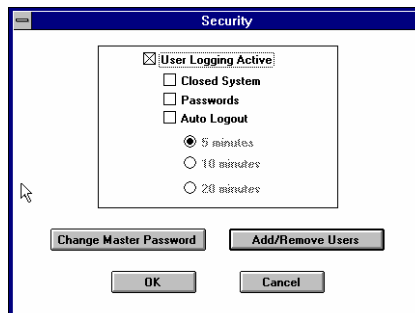 Security
User Logging Active
Closed System
Passwords
Auto Logout
5 minutes
10 minutes
20 minutes
Change Master Password Add/Remove Users
OK Cancel